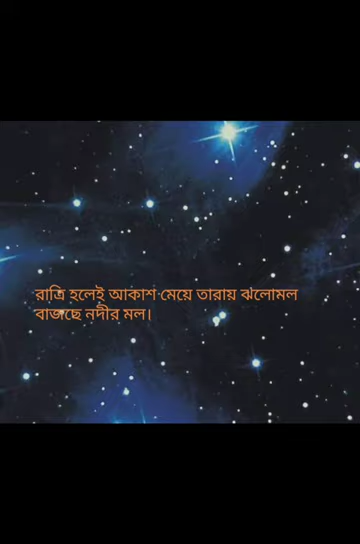 রাত্রি হলেই আকাশ মেয়ে তারায় ঝলোমল
বাজছে নদীর মল।